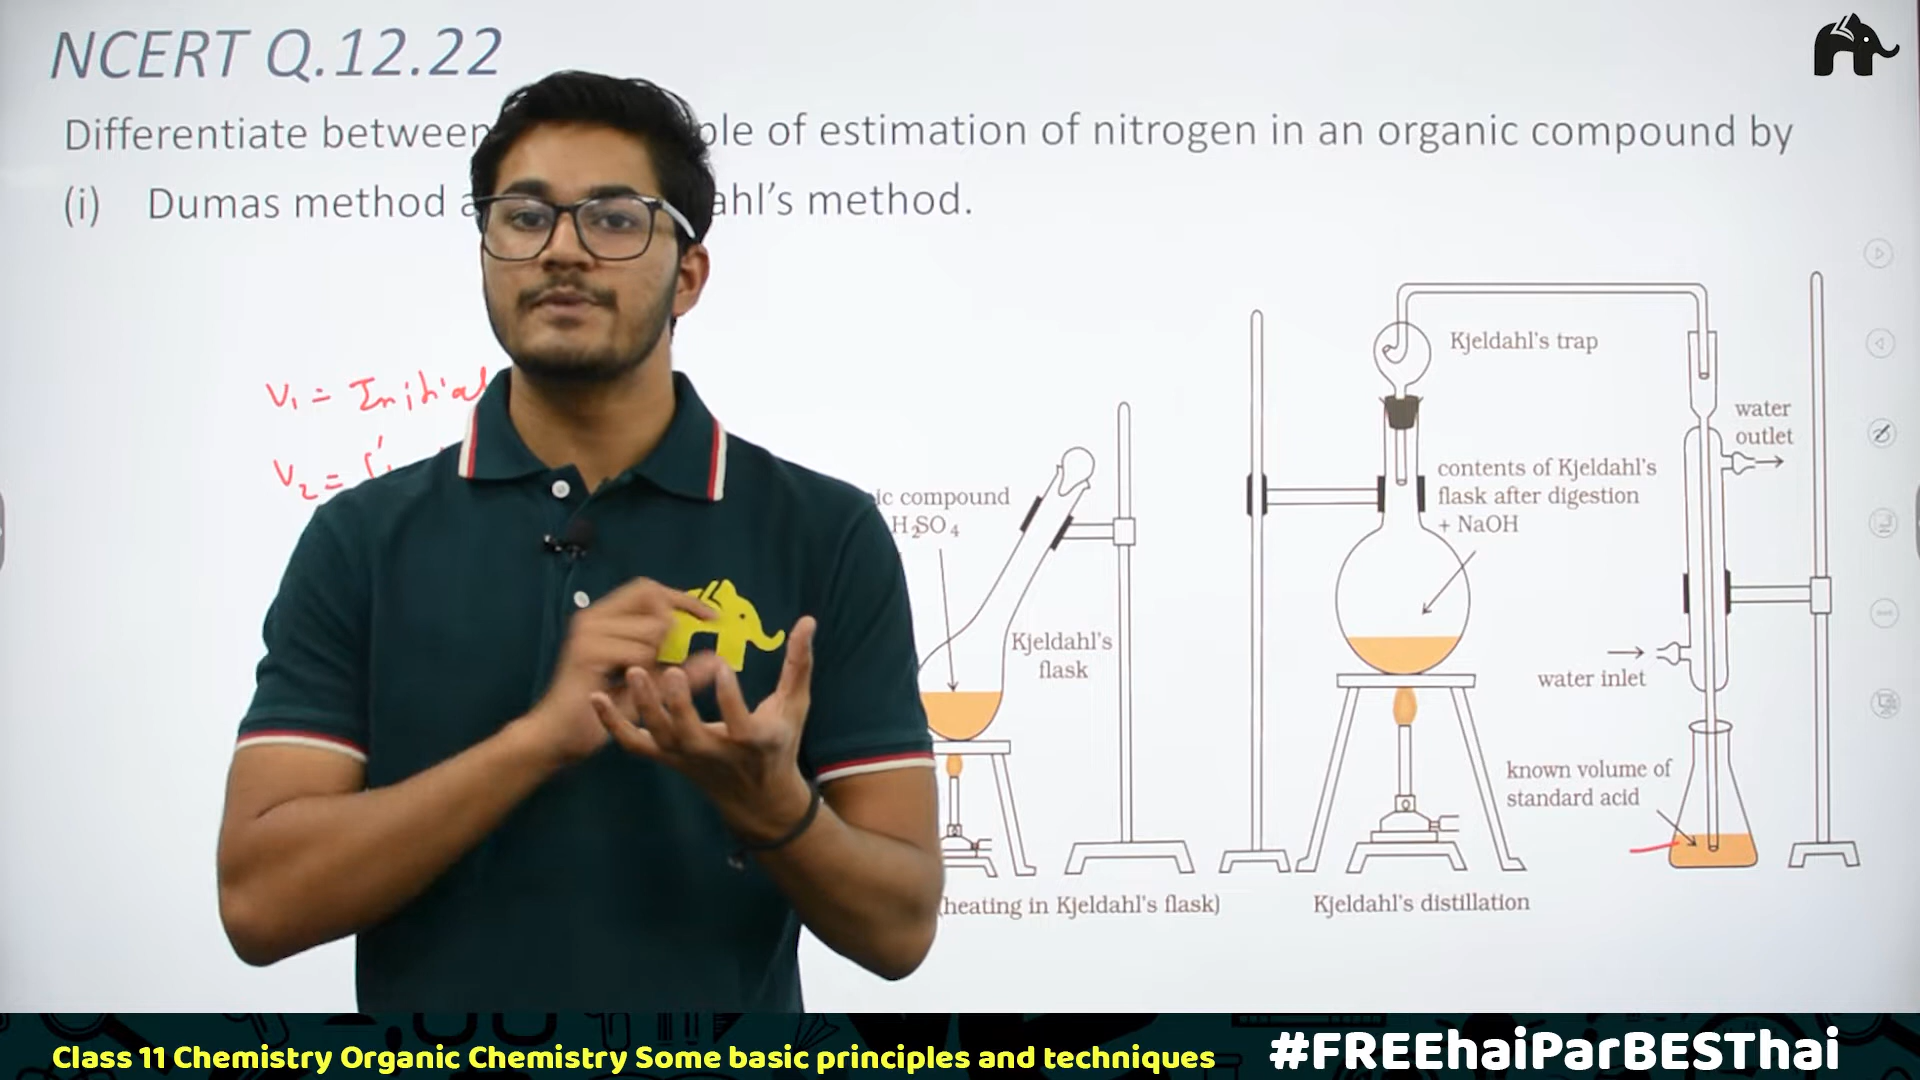 NCERT Q.12.22
Differentiate between ple of estimation of nitrogen in an organic compound by
(i) Dumas method ahl's method.
V₁ = Initial
V₂ =
Kjeldahl's trap
water
outlet
contents of Kjeldahl's
flask after digestion
+ NaOH
ic compound
H₂SO₄
Kjeldahl's
flask
water inlet
known volume of
standard acid
(heating in Kjeldahl's flask)
Kjeldahl's distillation
Class 11 Chemistry Organic Chemistry Some basic principles and techniques
#FREEhaiParBESThai